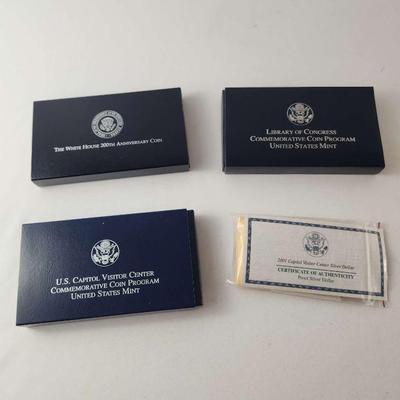 THE WHITE HOUSE 200TH ANNIVERSARY COIN
LIBRARY OF CONGRESS
COMMEMORATIVE COIN PROGRAM
UNITED STATES MINT
U.S. CAPITOL VISITOR CENTER
COMMEMORATIVE COIN PROGRAM
UNITED STATES MINT
2001 Capitol Visitor Center Silver Dollar
CERTIFICATE OF AUTHENTICITY
Proof Silver Dollar